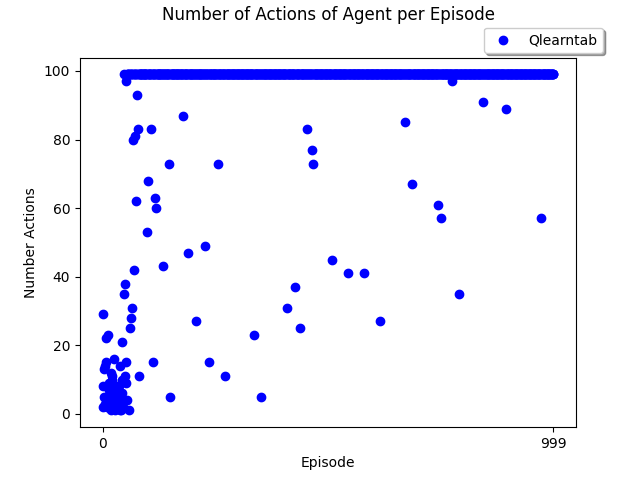 Number of Actions of Agent per Episode
Qlearntab
100
80
60
40
20
0
Number Actions
0
999
Episode